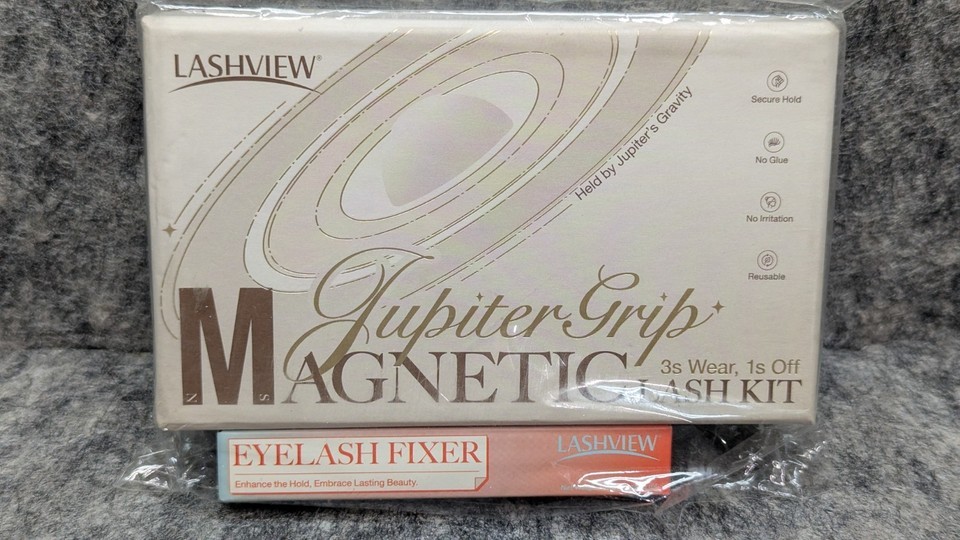 LASHVIEW®
Secure Hold
No Glue
No Irritation
Reusable
Held by Jupiter's Gravity
Jupiter Grip
MAGNETIC
N S
3s Wear, 1s Off
LASH KIT
EYELASH FIXER
Enhance the Hold, Embrace Lasting Beauty.
LASHVIEW®